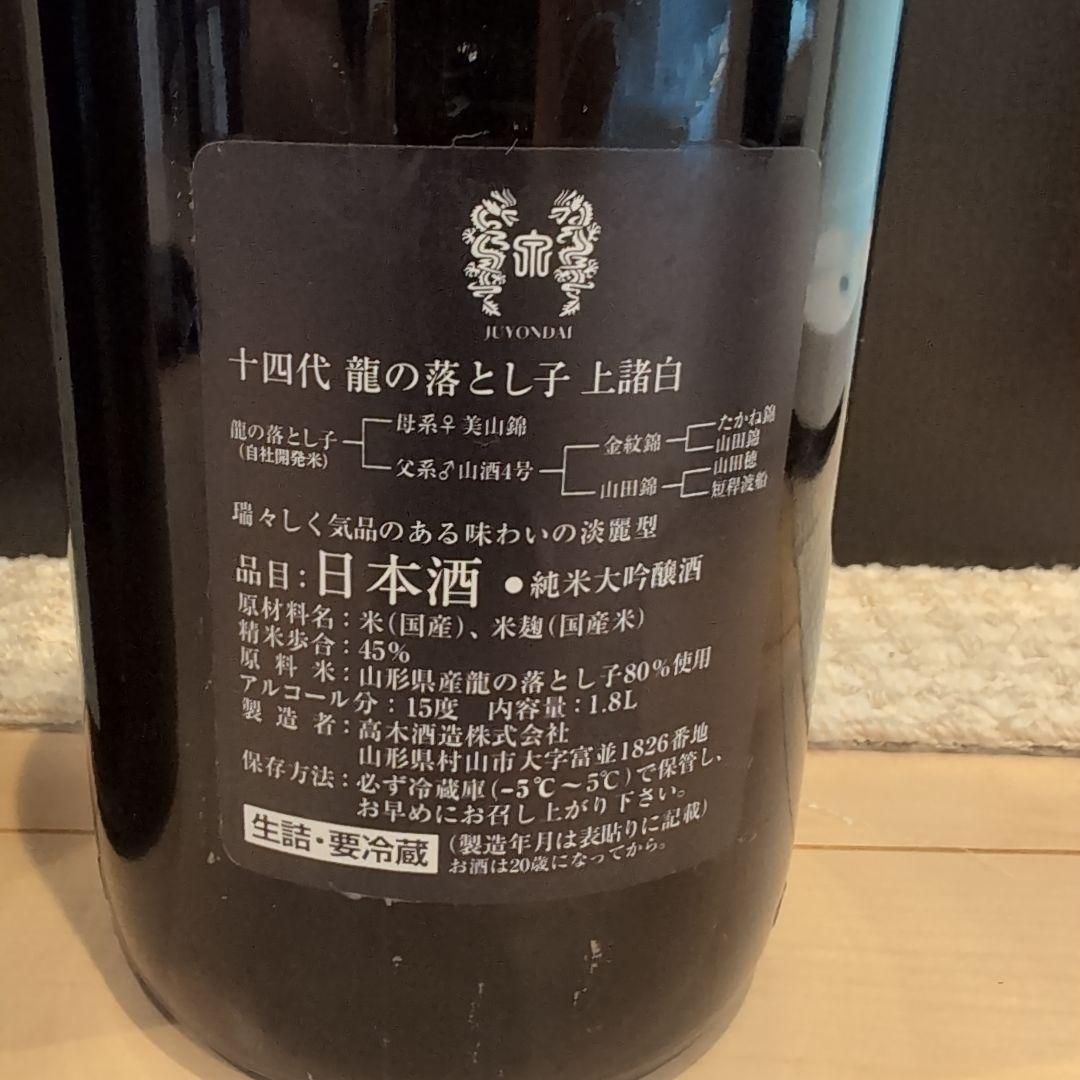 JUYONDAI
十四代 龍の落とし子 上諸白
龍の落とし子
(自社開発米)
母系♀美山錦
父系♂山酒4号
金紋錦
山田錦
たかね錦
山田錦
山田穂
短稈渡船
瑞々しく気品のある味わいの淡麗型
品目：日本酒 ●純米大吟醸酒
原材料名：米(国産)、米麹(国産米)
精米歩合：45%
原料米：山形県産龍の落とし子80%使用
アルコール分：15度 内容量：1.8L
製造者：高木酒造株式会社
山形県村山市大字富並1826番地
保存方法：必ず冷蔵庫(-5℃～5℃)で保管し、
お早めにお召し上がり下さい。
生詰・要冷蔵
(製造年月は表貼りに記載)
お酒は20歳になってから。